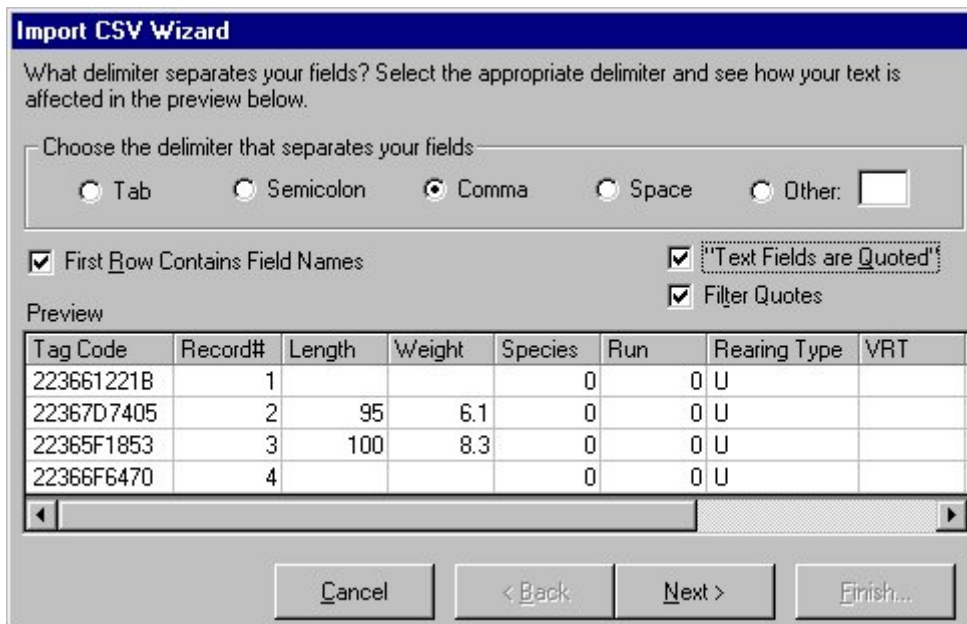 Import CSV Wizard
What delimiter separates your fields? Select the appropriate delimiter and see how your text is
affected in the preview below.
Choose the delimiter that separates your fields
Tab Semicolon Comma Space Other:
First Row Contains Field Names
"Text Fields are Quoted"
Filter Quotes
Preview
Tag Code Record# Length Weight Species Run Rearing Type VRT
223661221B 1 0 0 U
22367D7405 2 95 6.1 0 0 U
22365F1853 3 100 8.3 0 0 U
22366F6470 4 0 0 U
Cancel < Back Next > Finish...